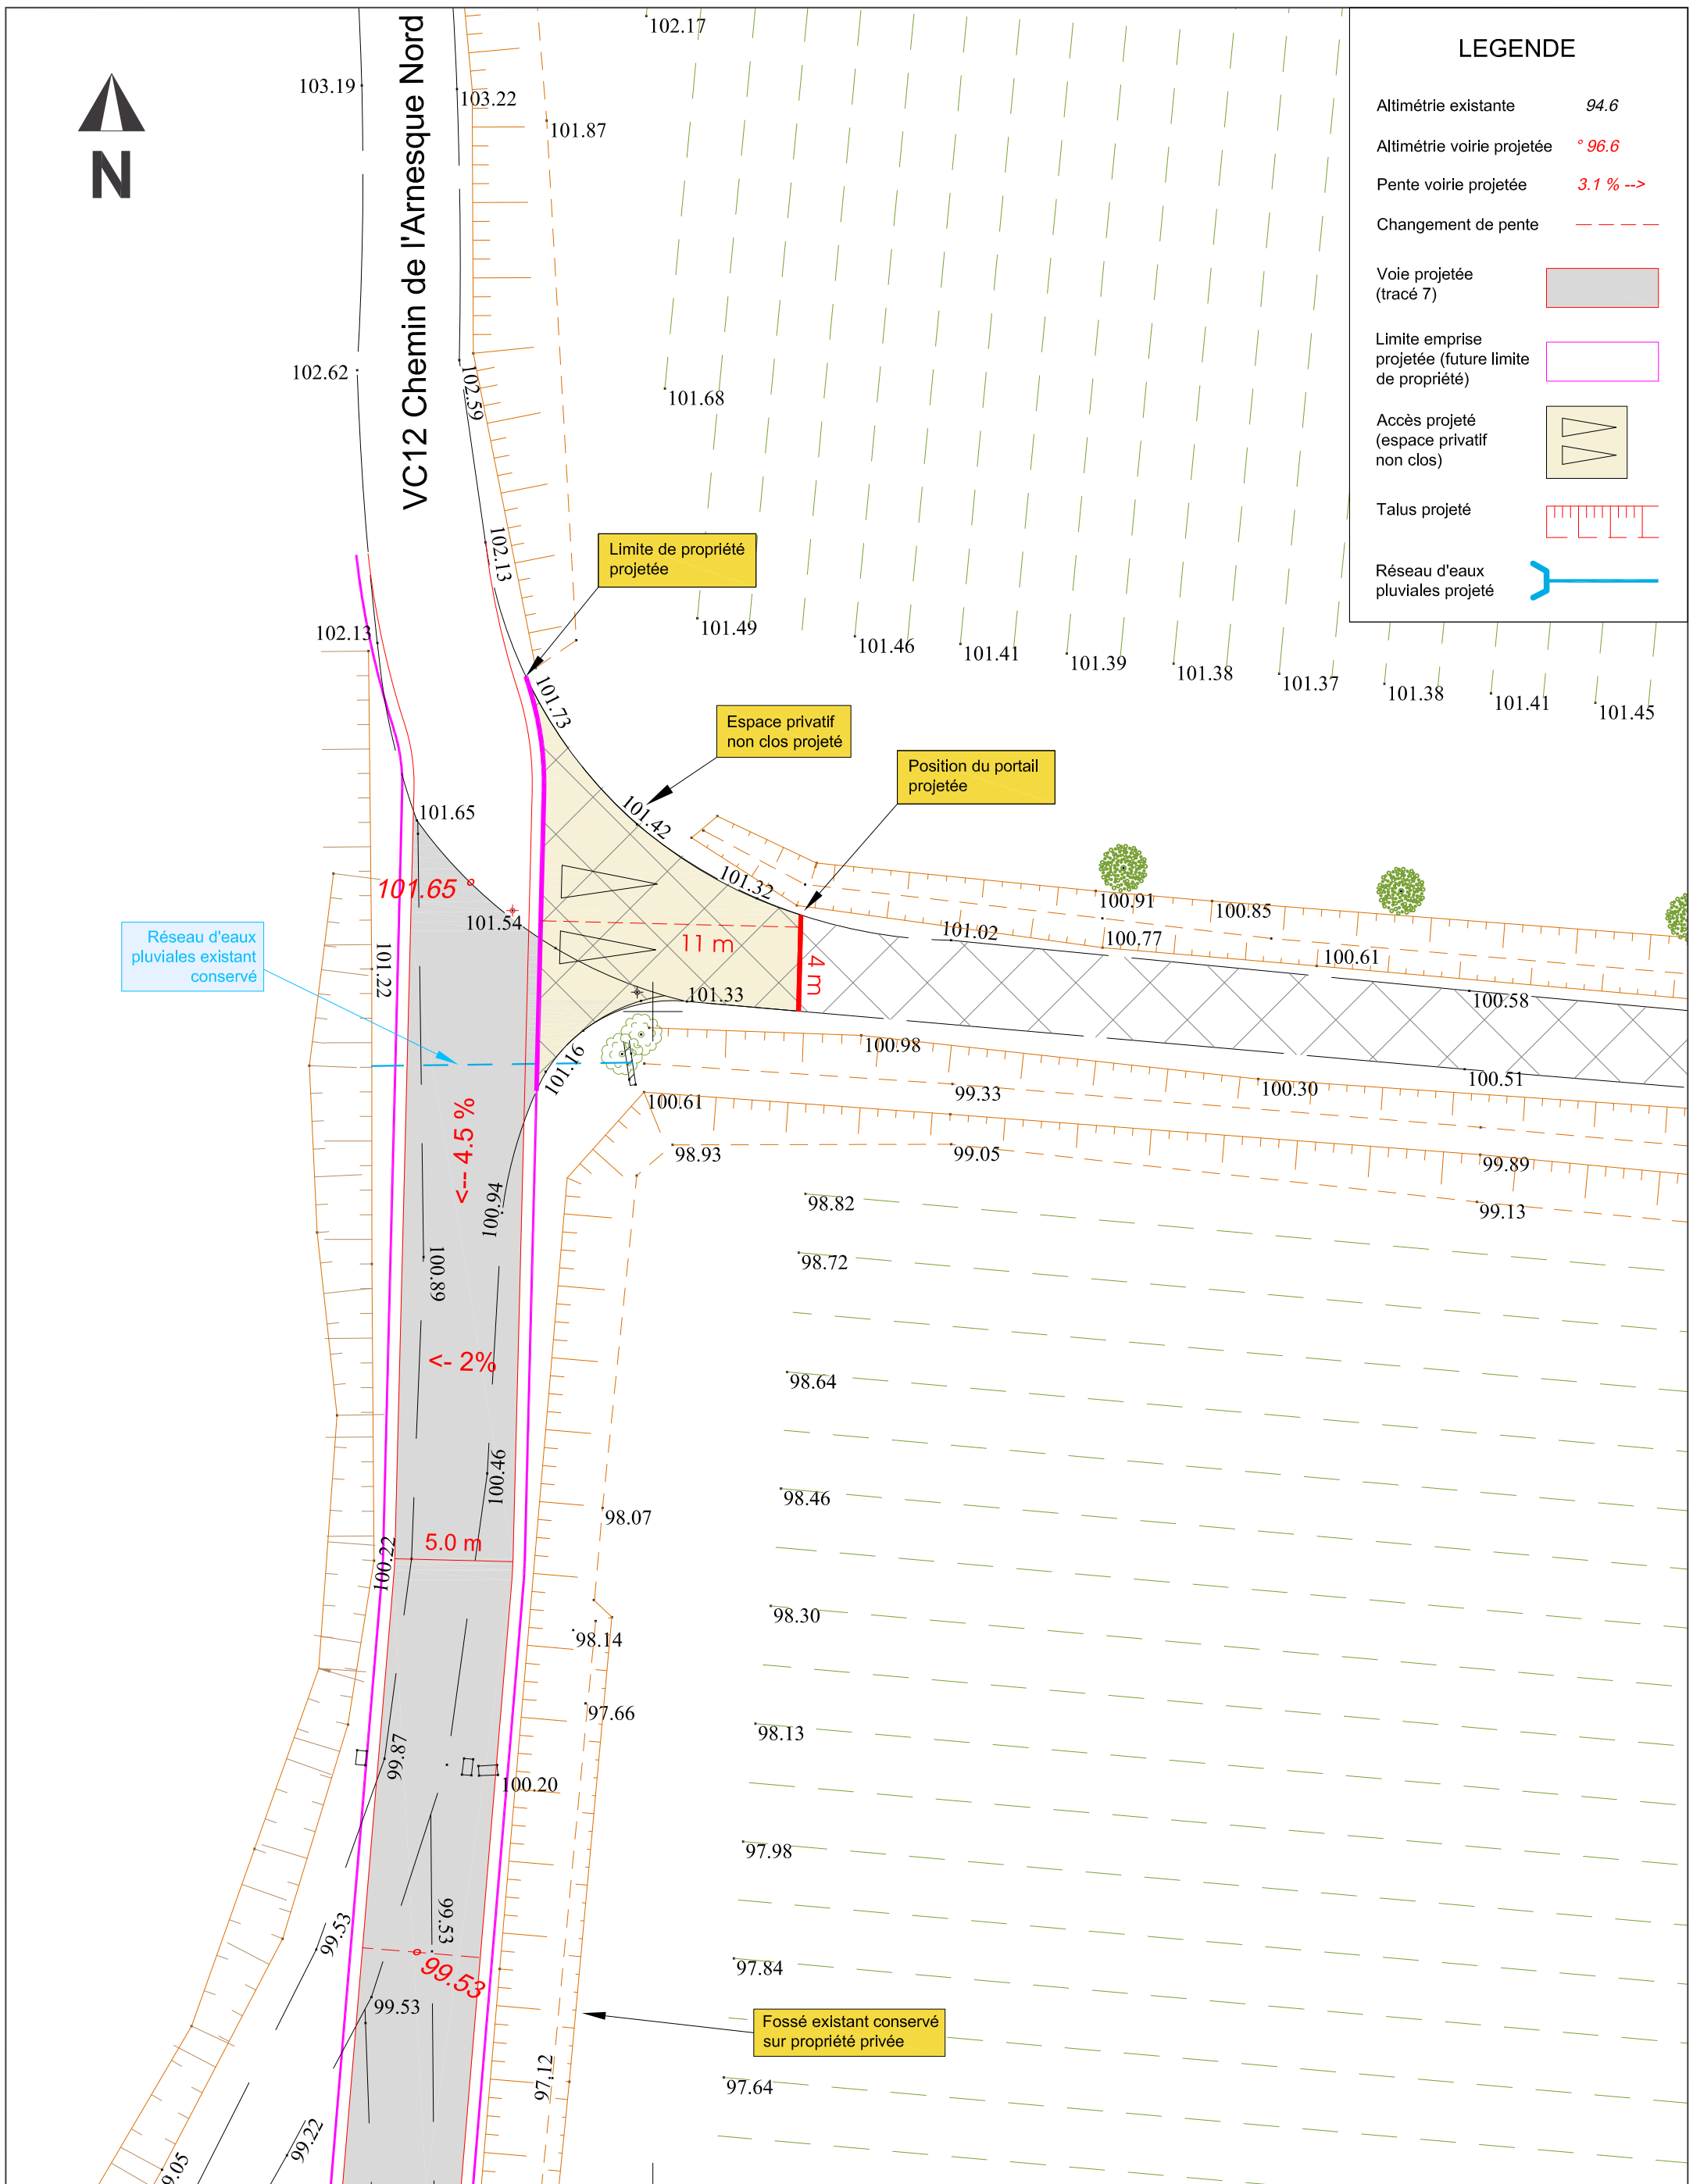 102.17
LEGENDE
VC12 Chemin de l'Arnesque Nord
103.19
103.22
101.87
N
Altimétrie existante 94.6
Altimétrie voirie projetée ° 96.6
Pente voirie projetée 3.1 % -->
Changement de pente
Voie projetée
(tracé 7)
Limite emprise
projetée (future limite
de propriété)
Accès projeté
(espace privatif
non clos)
Talus projeté
Réseau d'eaux
pluviales projeté
102.62
102.59
101.68
102.13
Limite de propriété
projetée
102.13
101.49
101.46
101.41
101.39
101.38
101.37
101.38
101.41
101.45
101.73
Espace privatif
non clos projeté
Position du portail
projetée
101.65
101.42
101.65
101.32
101.54
11 m
4 m
101.02
100.91
100.85
100.77
100.61
100.58
Réseau d'eaux
pluviales existant
conservé
101.22
101.33
100.98
101.16
100.51
100.30
99.33
100.61
<-- 4.5 %
98.93
99.05
99.89
99.13
100.94
98.82
98.72
100.89
<- 2%
98.64
100.46
98.46
98.07
5.0 m
100.22
98.30
98.14
97.66
98.13
99.87
100.20
97.98
99.53
99.53
99.53
97.84
99.53
Fossé existant conservé
sur propriété privée
97.12
97.64
99.22
9.05